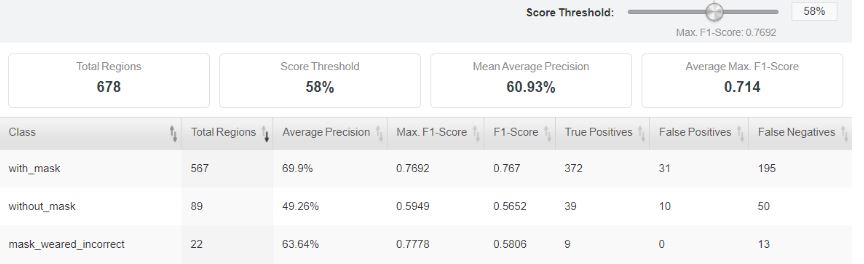 Score Threshold: 58%
Max. F1-Score: 0.7692
Total Regions Score Threshold Mean Average Precision Average Max. F1-Score
678 58% 60.93% 0.714
Class Total Regions Average Precision Max. F1-Score F1-Score True Positives False Positives False Negatives
with_mask 567 69.9% 0.7692 0.767 372 31 195
without_mask 89 49.26% 0.5949 0.5652 39 10 50
mask_weared_incorrect 22 63.64% 0.7778 0.5806 9 0 13